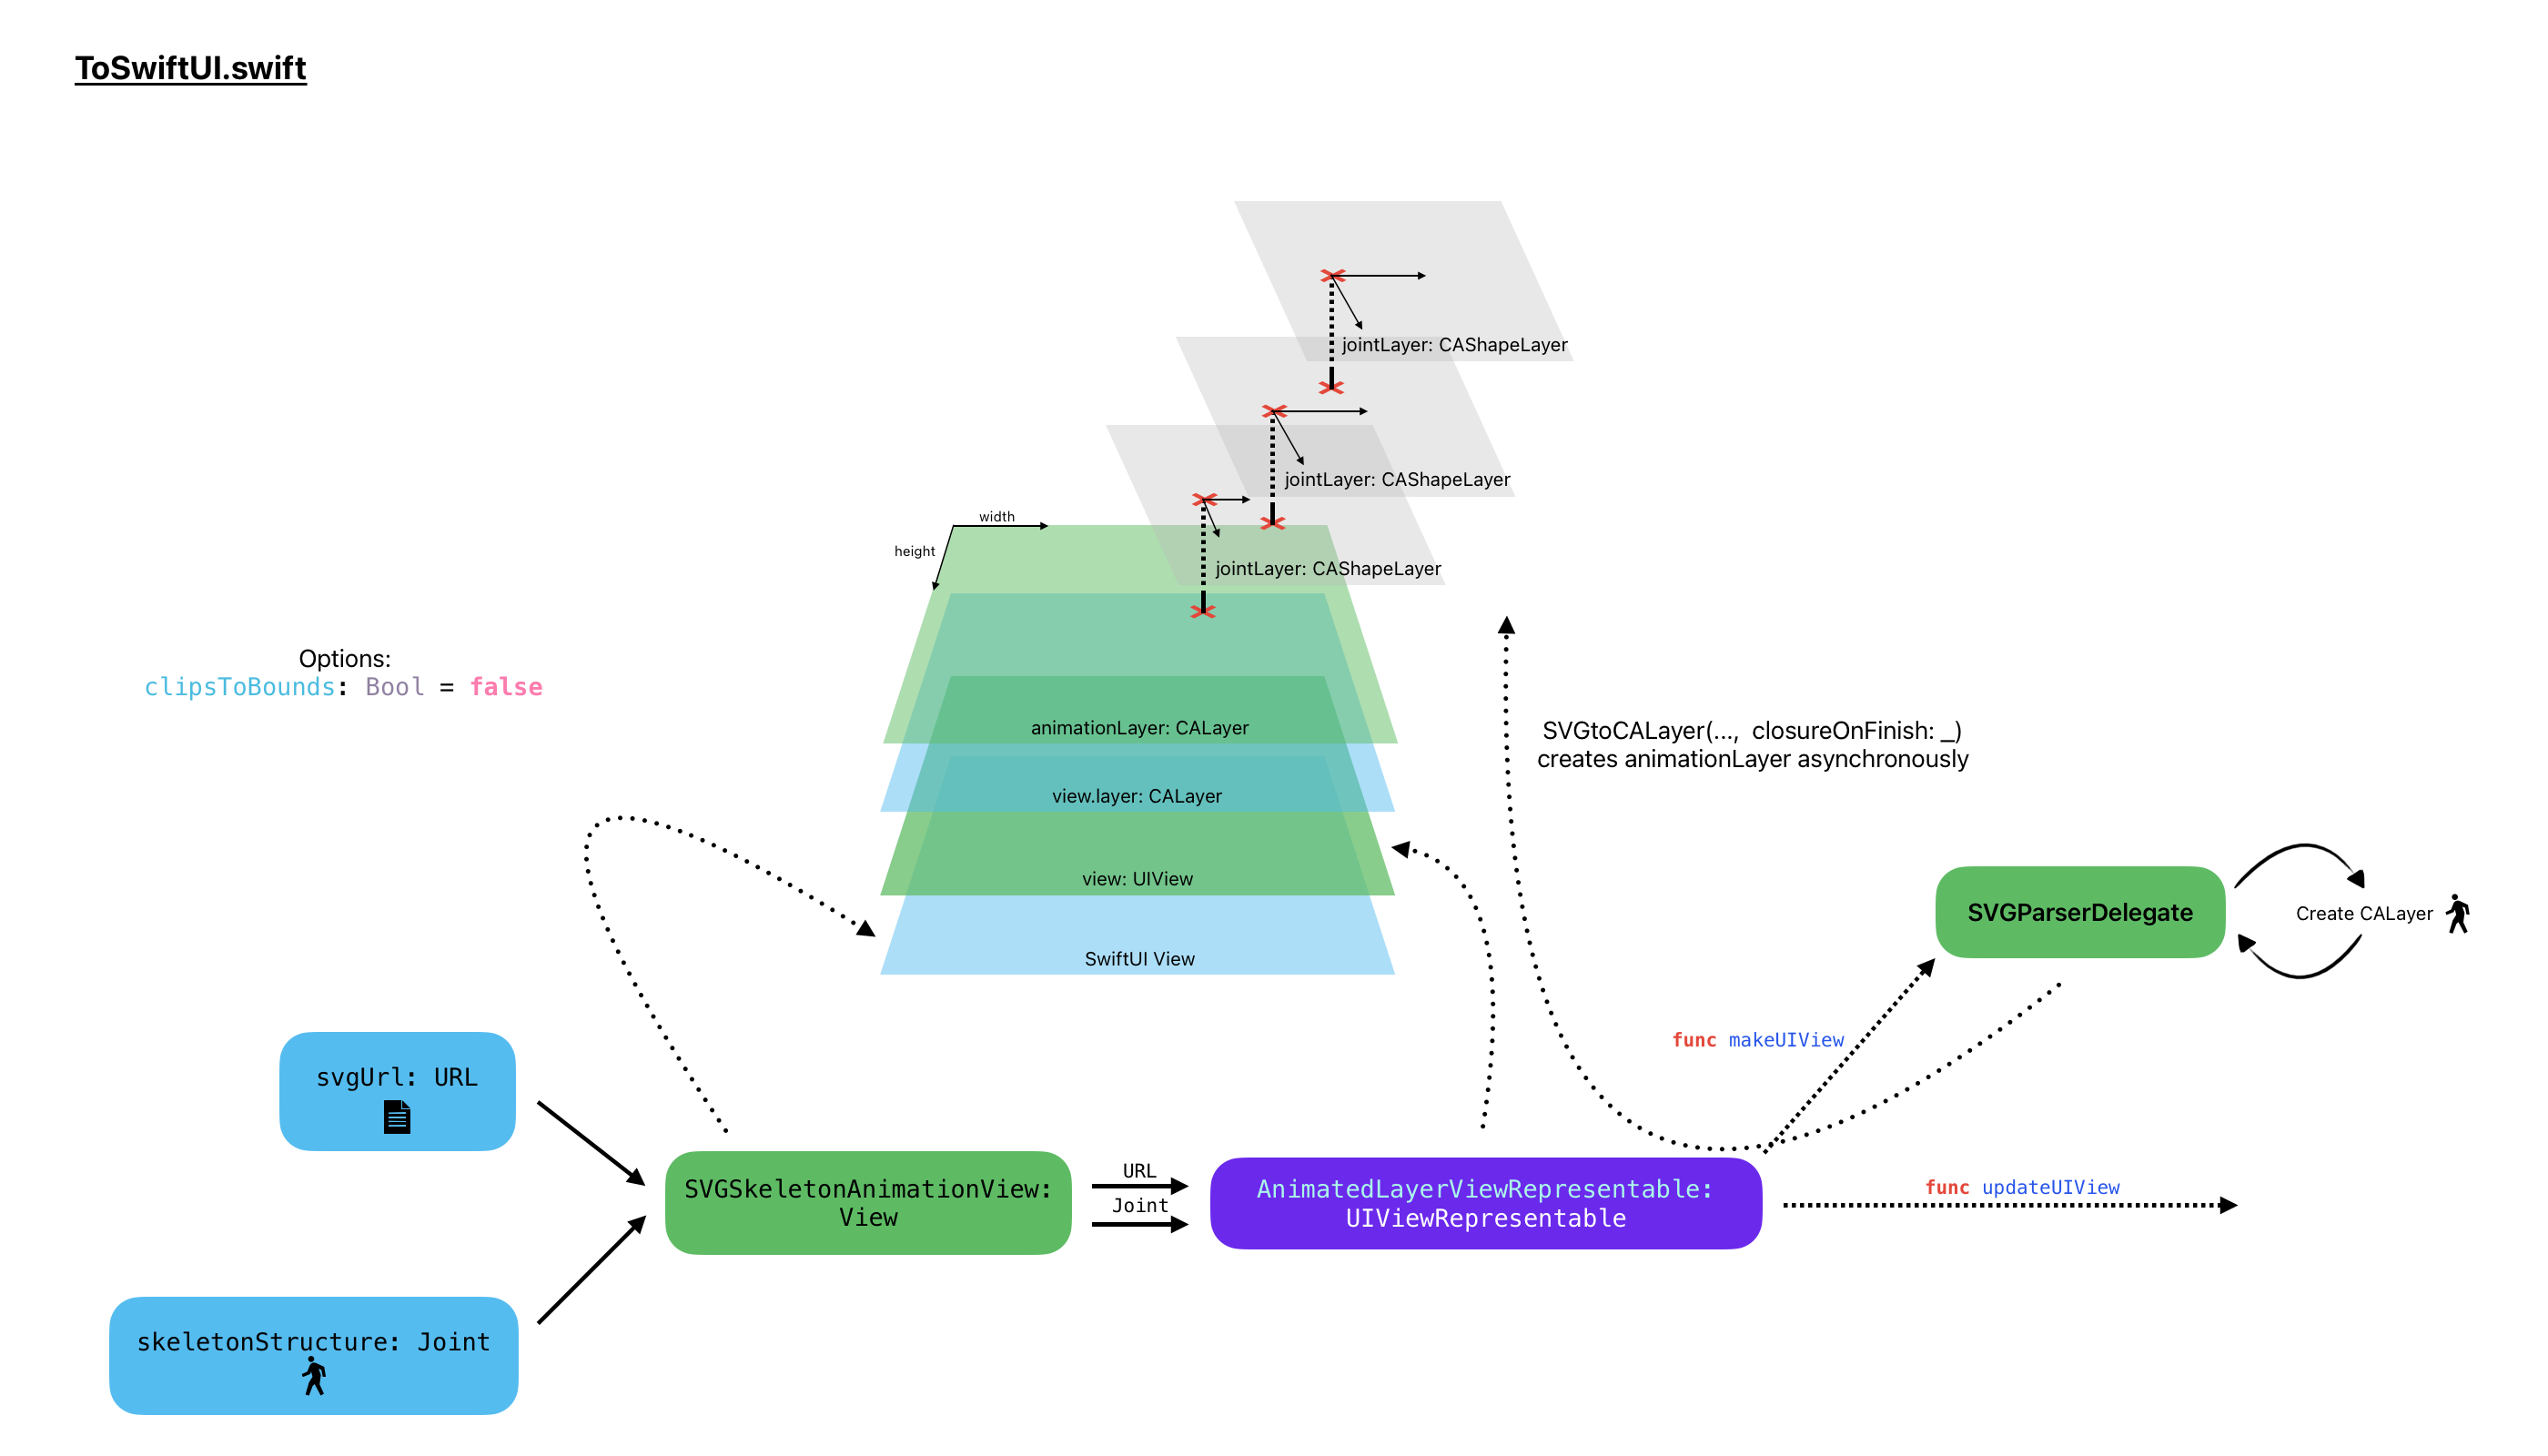 ToSwiftUI.swift
jointLayer: CAShapeLayer
jointLayer: CAShapeLayer
width
height
jointLayer: CAShapeLayer
Options:
clipsToBounds: Bool = false
animationLayer: CALayer
view.layer: CALayer
view: UIView
SwiftUI View
SVGtoCALayer(..., closureOnFinish: _)
creates animationLayer asynchronously
SVGParserDelegate
Create CALayer
func makeUIView
svgUrl: URL
SVGSkeletonAnimationView:
View
URL
Joint
AnimatedLayerViewRepresentable:
UIViewRepresentable
func updateUIView
skeletonStructure: Joint